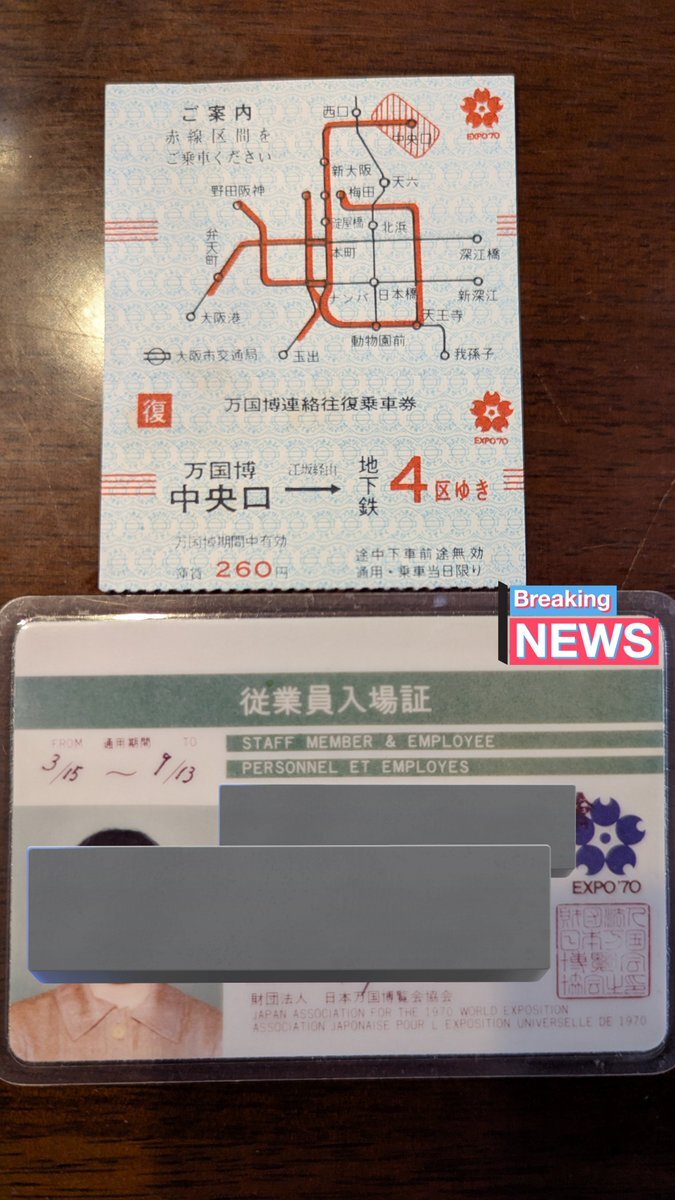 ご案内
赤線区間を
ご乗車ください
西口
中央口
EXPO'70
新大阪
天六
野田阪神
梅田
淀屋橋
北浜
弁天町
本町
深江橋
ナンバ
日本橋
新深江
大阪港
天王寺
動物園前
大阪市交通局
玉出
我孫子
復
万国博連絡往復乗車券
EXPO'70
万国博
中央口
江坂経由
地下鉄
4区ゆき
万国博期間中有効
運賃 260円
途中下車前途無効
通用・乗車当日限り
Breaking
NEWS
従業員入場証
FROM 通用期間 TO
3/15 〜 9/13
STAFF MEMBER & EMPLOYEE
PERSONNEL ET EMPLOYES
EXPO'70
財団法人 日本万国博覧会協会
JAPAN ASSOCIATION FOR THE 1970 WORLD EXPOSITION
ASSOCIATION JAPONAISE POUR L'EXPOSITION UNIVERSELLE DE 1970